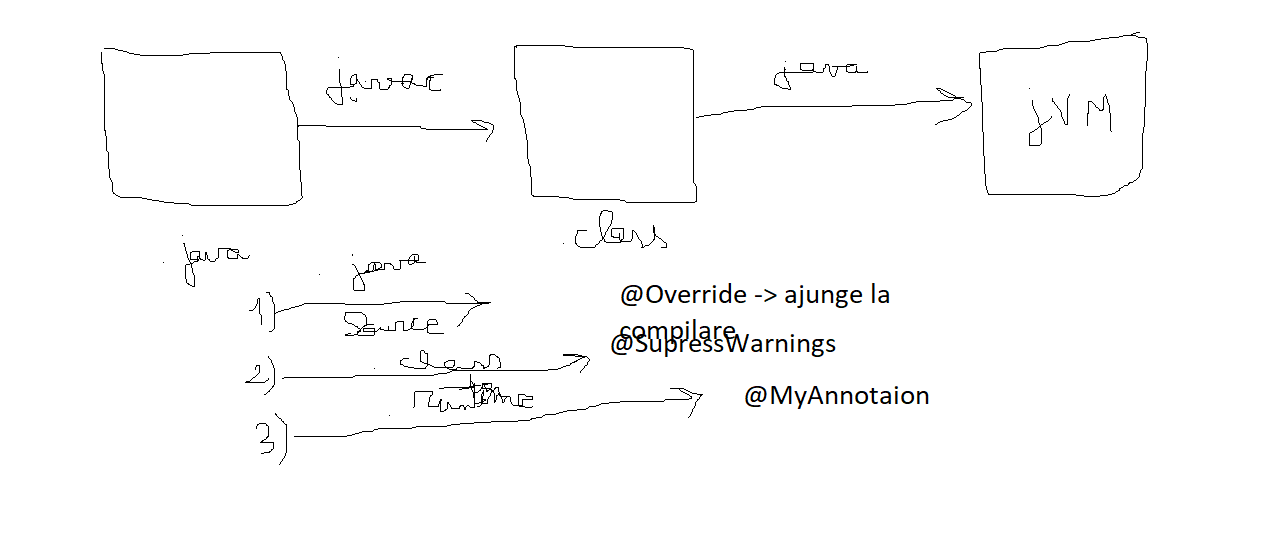 javac
java
jVM
.java
.class
.java
1)
Source
@Override -> ajunge la
compilare
@SupressWarnings
2)
class
Runtime
@MyAnnotaion
3)